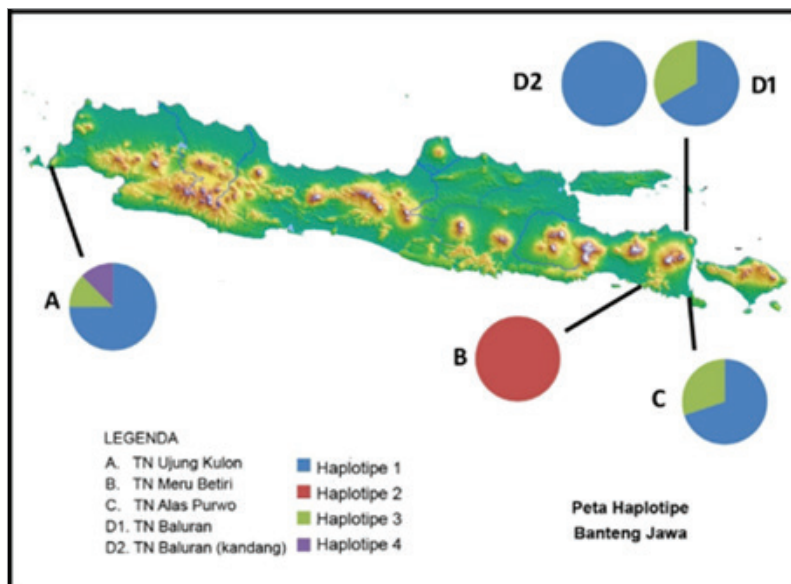 D2
D1
A
B
C
LEGENDA
A. TN Ujung Kulon
B. TN Meru Betiri
C. TN Alas Purwo
D1. TN Baluran
D2. TN Baluran (kandang)
Haplotipe 1
Haplotipe 2
Haplotipe 3
Haplotipe 4
Peta Haplotipe
Banteng Jawa